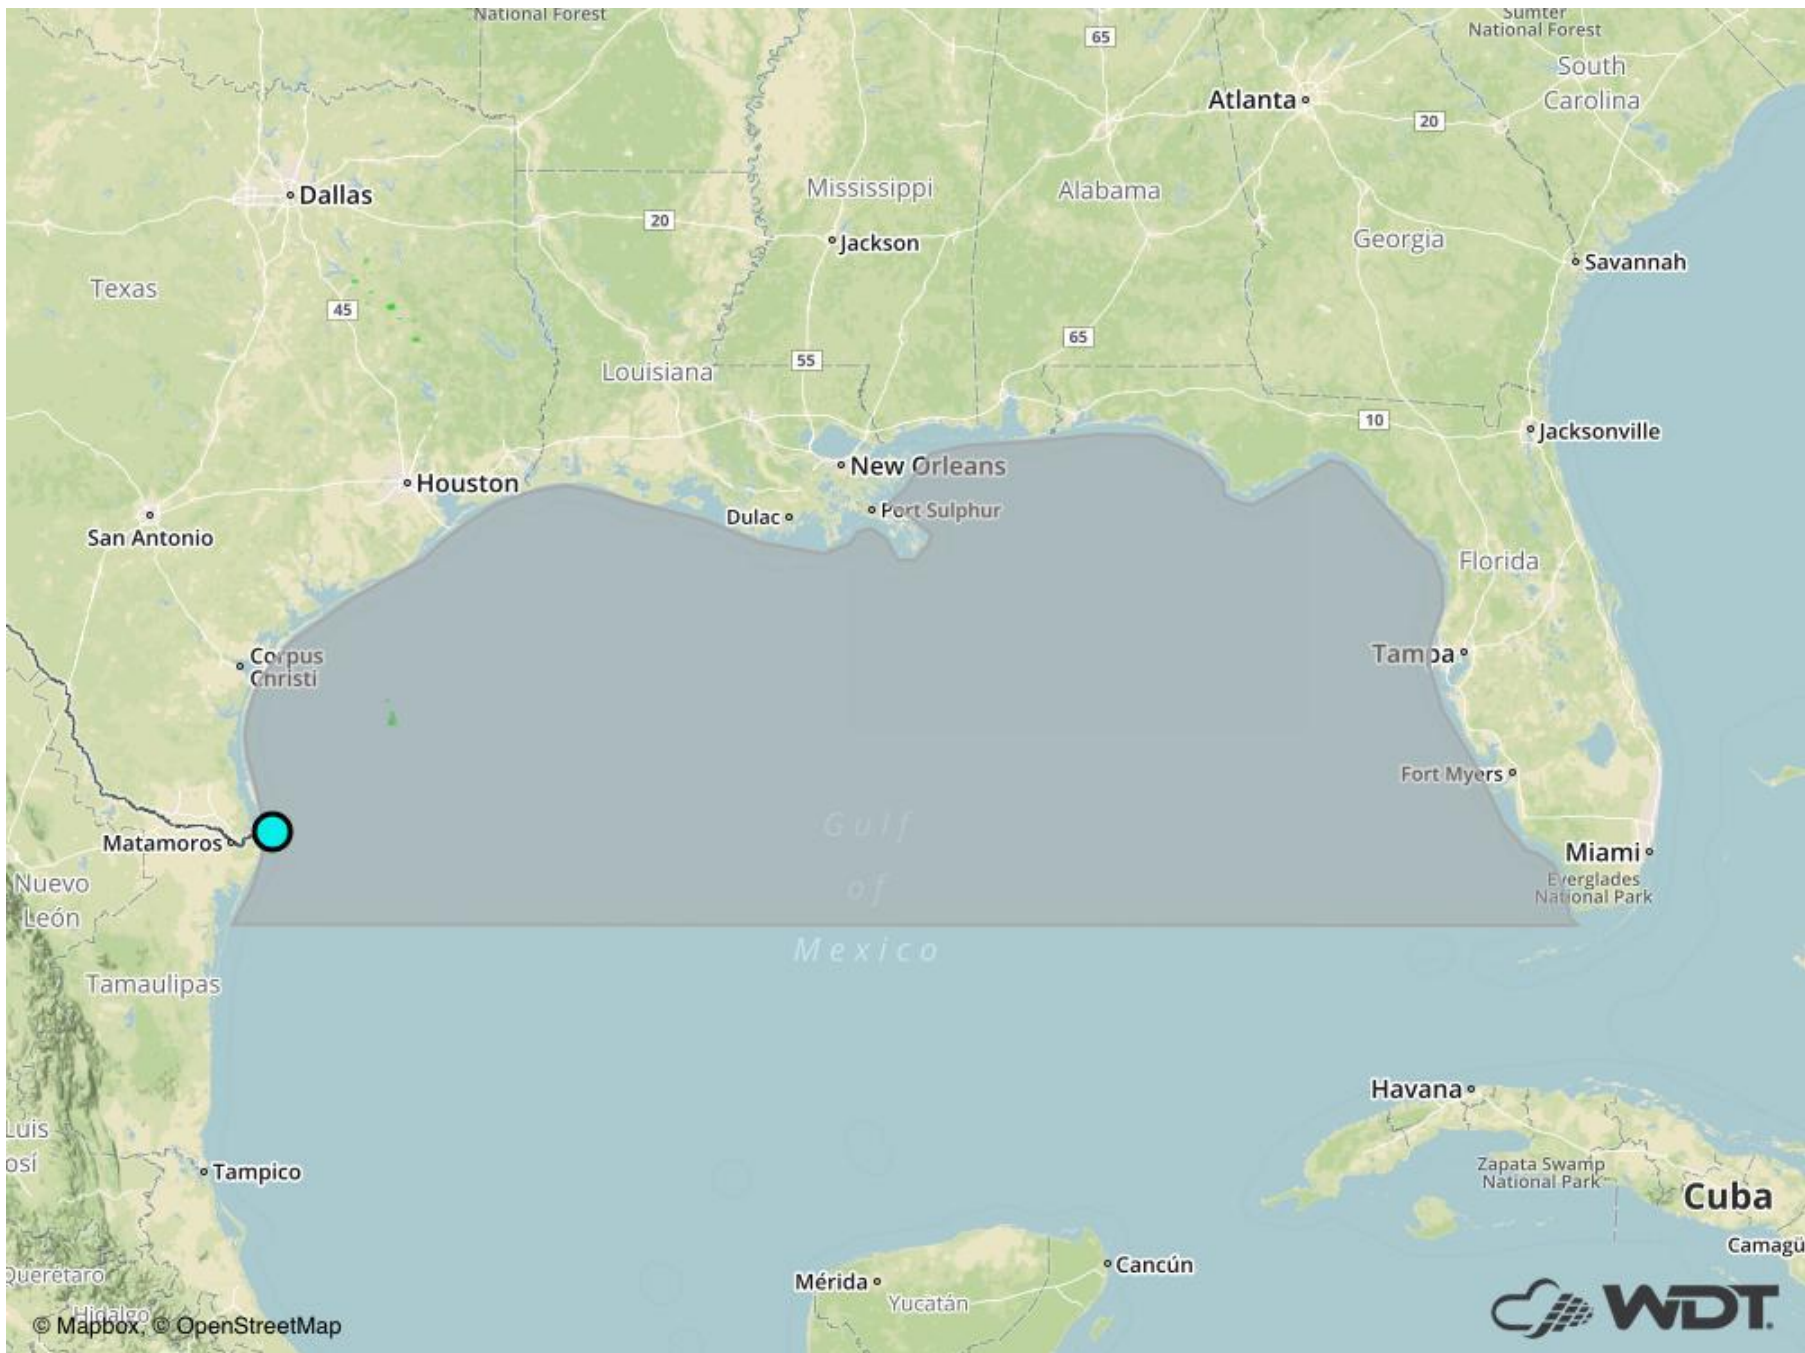 National Forest
Sumter
National Forest
65
South
Carolina
Atlanta
20
Dallas
Mississippi
Alabama
20
Jackson
Georgia
Savannah
Texas
45
65
55
Louisiana
10
Jacksonville
New Orleans
Houston
Port Sulphur
Dulac
San Antonio
Florida
Corpus
Christi
Tampa
Fort Myers
Gulf
of
Mexico
Matamoros
Miami
Everglades
National Park
Nuevo
León
Tamaulipas
Havana
Luis
osí
Tampico
Zapata Swamp
National Park
Cuba
Camagü
Cancún
Mérida
Yucatán
Querétaro
Hidalgo
© Mapbox, © OpenStreetMap
WDT